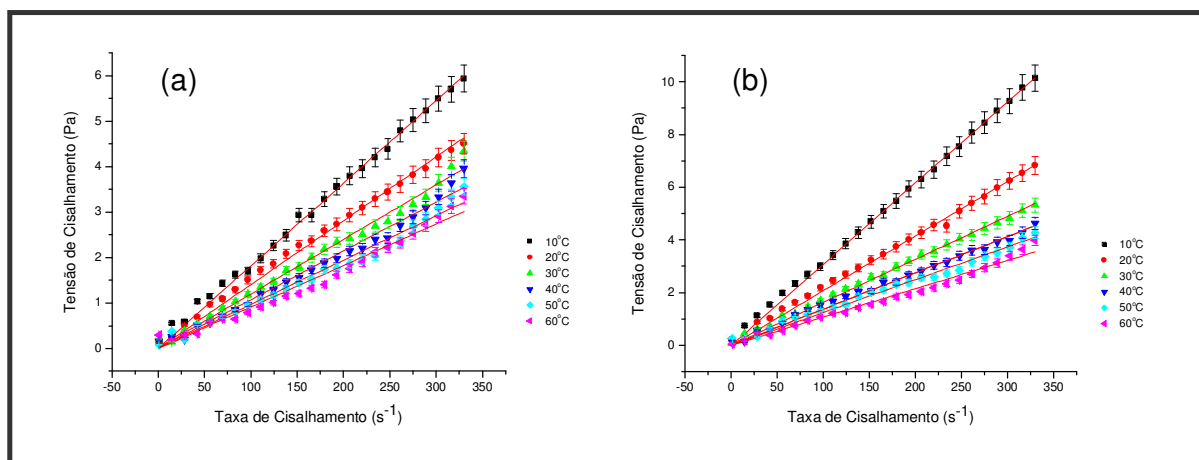 (a)
Tensão de Cisalhamento (Pa)
6
5
4
3
2
1
0
-50 0 50 100 150 200 250 300 350
Taxa de Cisalhamento (s⁻¹)
10°C
20°C
30°C
40°C
50°C
60°C
(b)
Tensão de Cisalhamento (Pa)
10
8
6
4
2
0
-50 0 50 100 150 200 250 300 350
Taxa de Cisalhamento (s⁻¹)
10°C
20°C
30°C
40°C
50°C
60°C